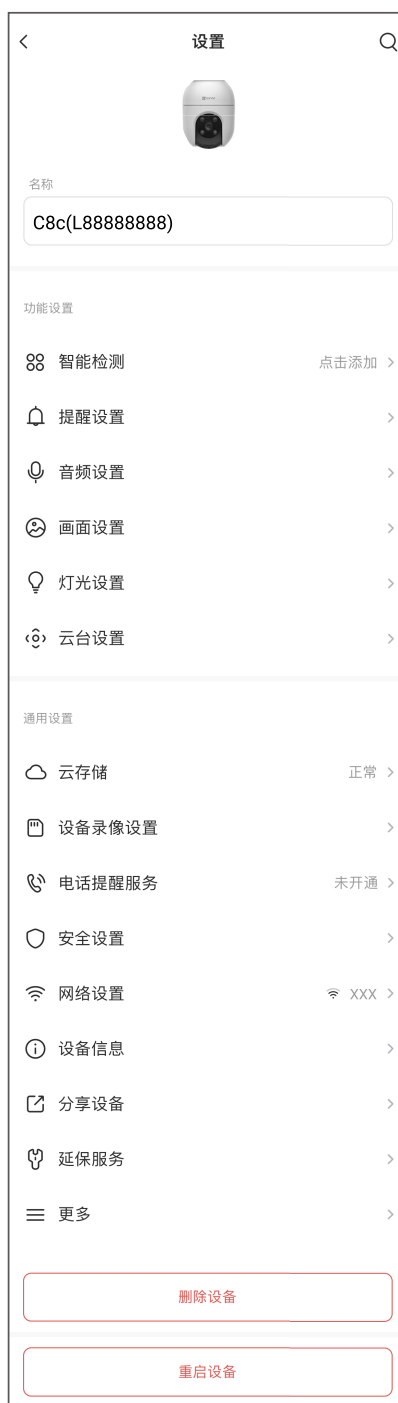 设置
名称
C8c(L88888888)
功能设置
智能检测 点击添加
提醒设置
音频设置
画面设置
灯光设置
云台设置
通用设置
云存储 正常
设备录像设置
电话提醒服务 未开通
安全设置
网络设置 XXX
设备信息
分享设备
延保服务
更多
删除设备
重启设备